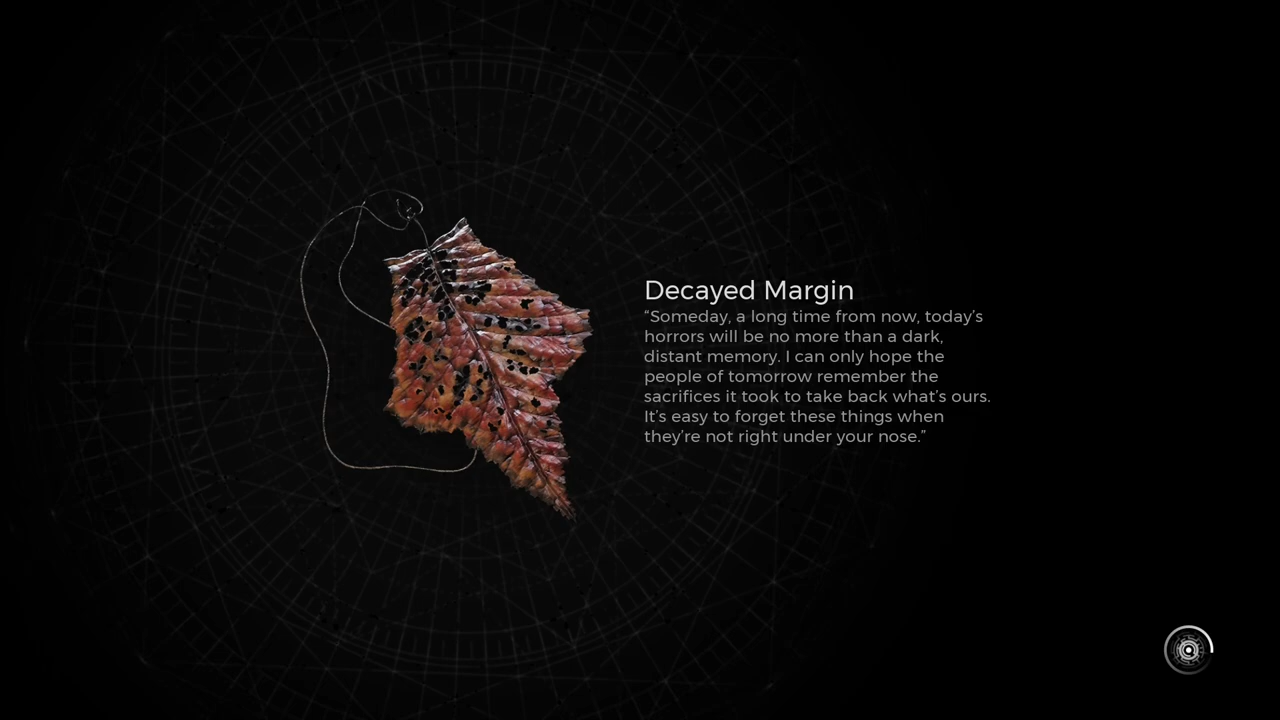 Decayed Margin
“Someday, a long time from now, today’s
horrors will be no more than a dark,
distant memory. I can only hope the
people of tomorrow remember the
sacrifices it took to take back what’s ours.
It’s easy to forget these things when
they’re not right under your nose.”